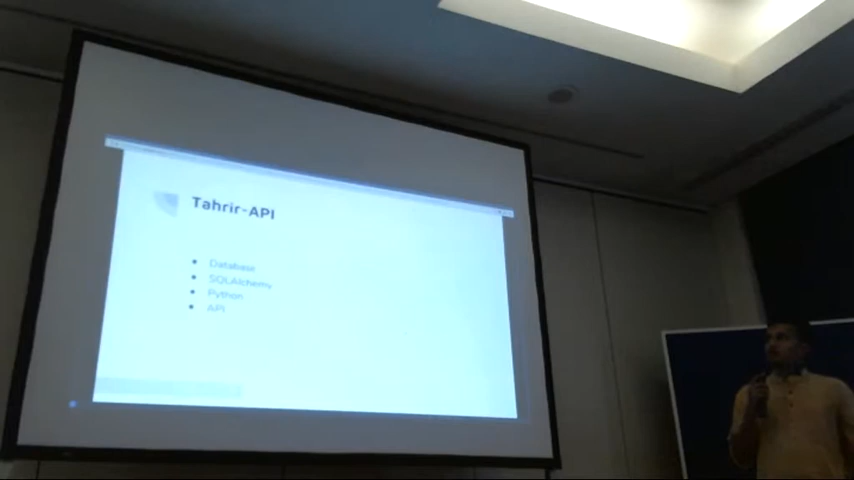 Tahrir-API
Database
SQLAlchemy
Python
API